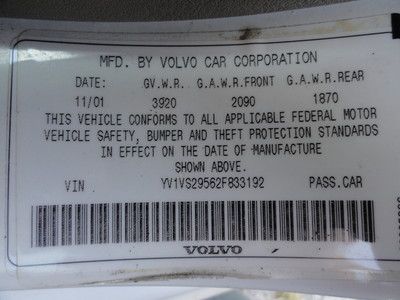 MFD. BY VOLVO CAR CORPORATION
DATE: GV.W.R. G.A.W.R.FRONT G.A.W.R.REAR
11/01 3920 2090 1870
THIS VEHICLE CONFORMS TO ALL APPLICABLE FEDERAL MOTOR
VEHICLE SAFETY, BUMPER AND THEFT PROTECTION STANDARDS
IN EFFECT ON THE DATE OF MANUFACTURE
SHOWN ABOVE.
VIN YV1VS29562F833192 PASS.CAR
VOLVO